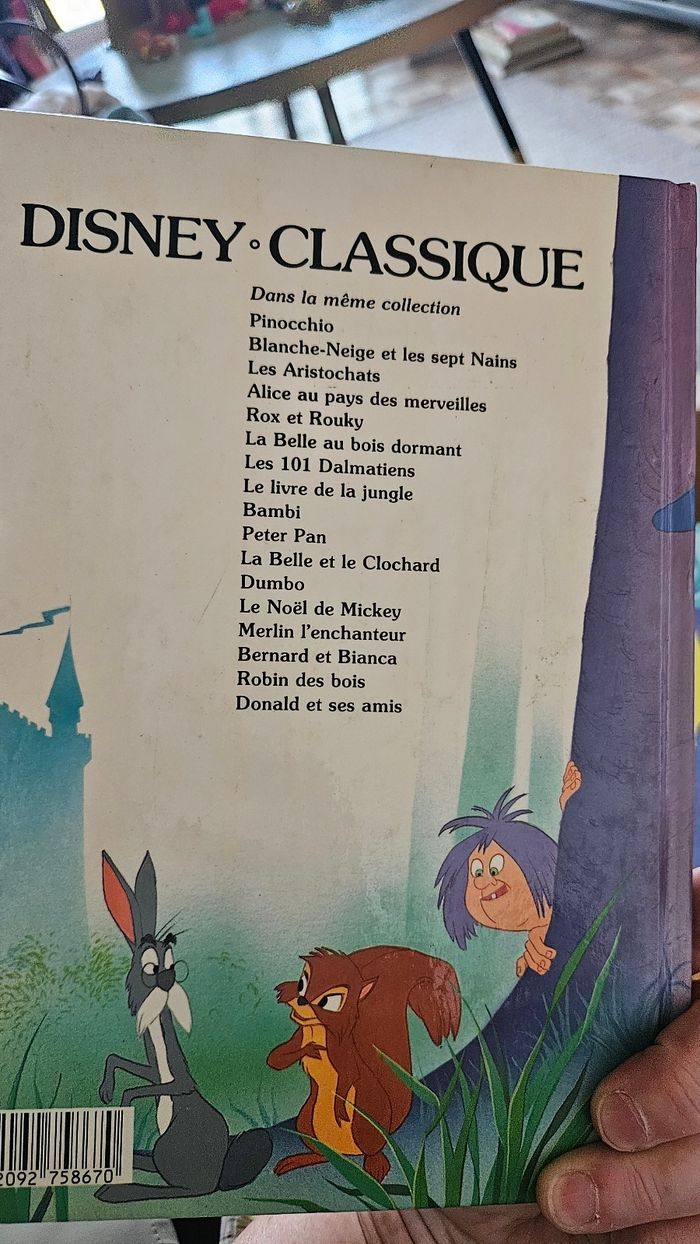 DISNEY · CLASSIQUE
Dans la même collection
Pinocchio
Blanche-Neige et les sept Nains
Les Aristochats
Alice au pays des merveilles
Rox et Rouky
La Belle au bois dormant
Les 101 Dalmatiens
Le livre de la jungle
Bambi
Peter Pan
La Belle et le Clochard
Dumbo
Le Noël de Mickey
Merlin l'enchanteur
Bernard et Bianca
Robin des bois
Donald et ses amis
2092 758670